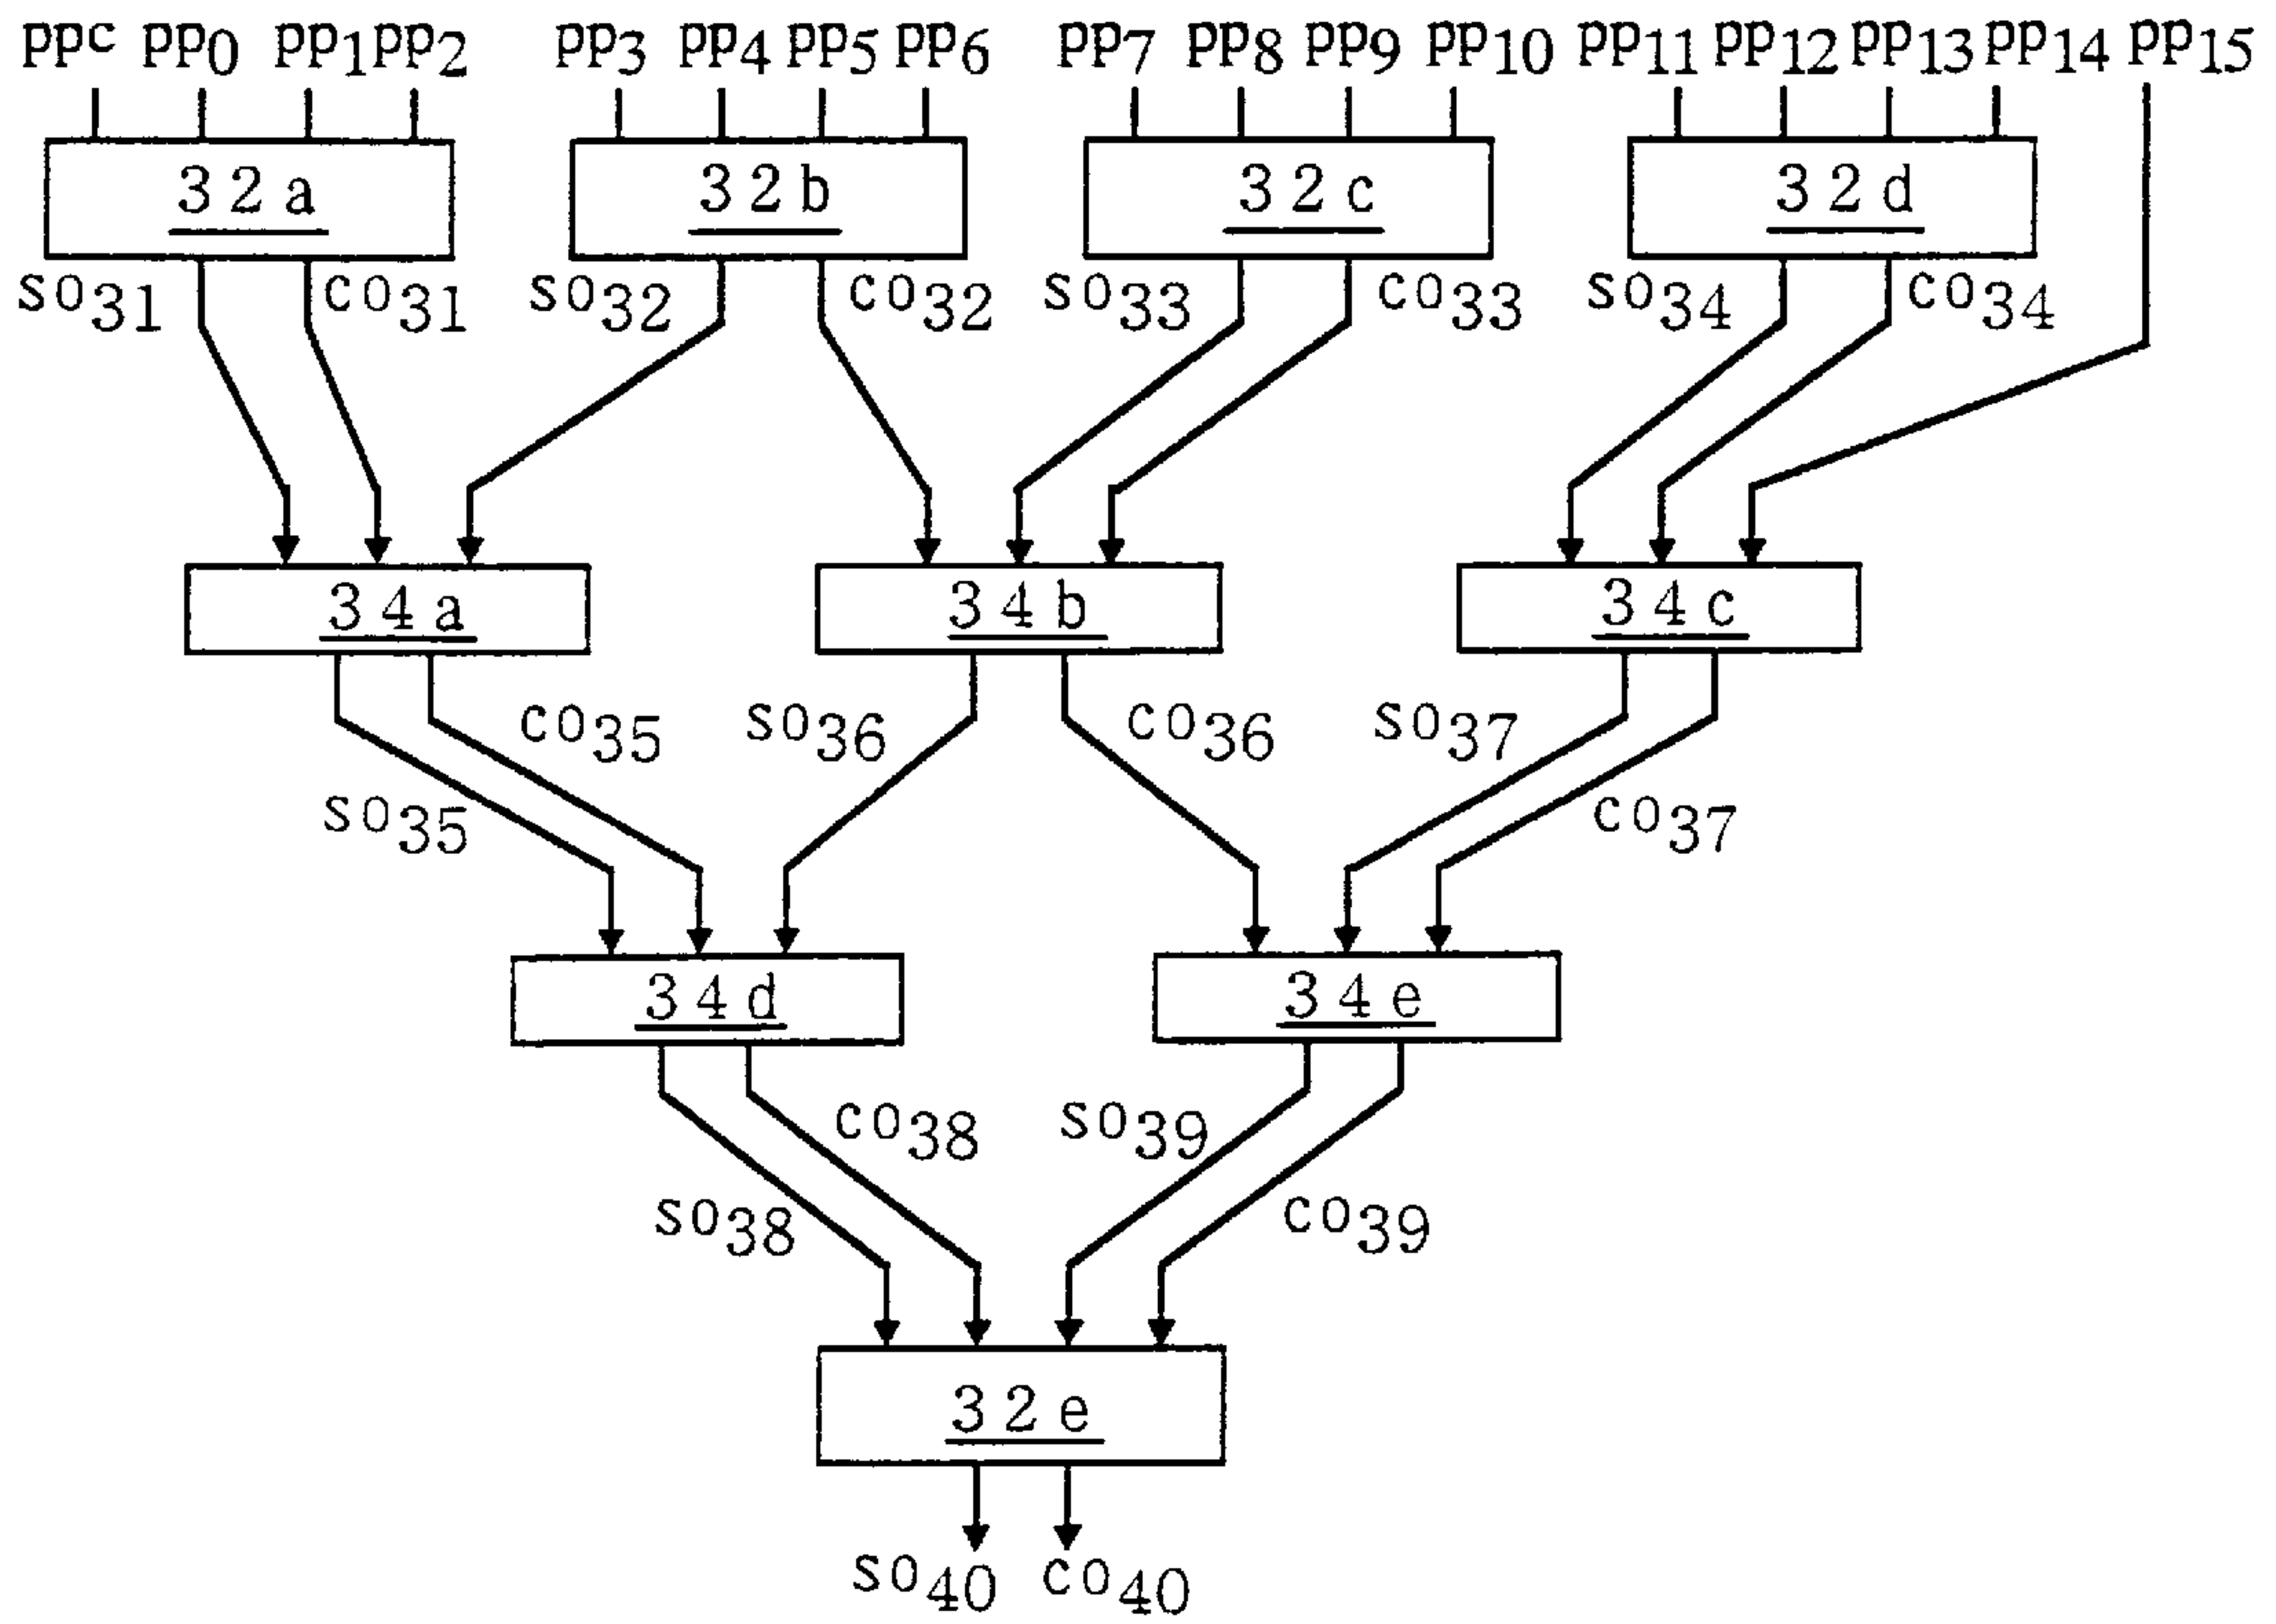 ppc pp0 pp1 pp2 pp3 pp4 pp5 pp6 pp7 pp8 pp9 pp10 pp11 pp12 pp13 pp14 pp15
32a 32b 32c 32d
so31 co31 so32 co32 so33 co33 so34 co34
34a 34b 34c
co35 so36 co36 so37
so35 co37
34d 34e
co38 so39
so38 co39
32e
so40 co40